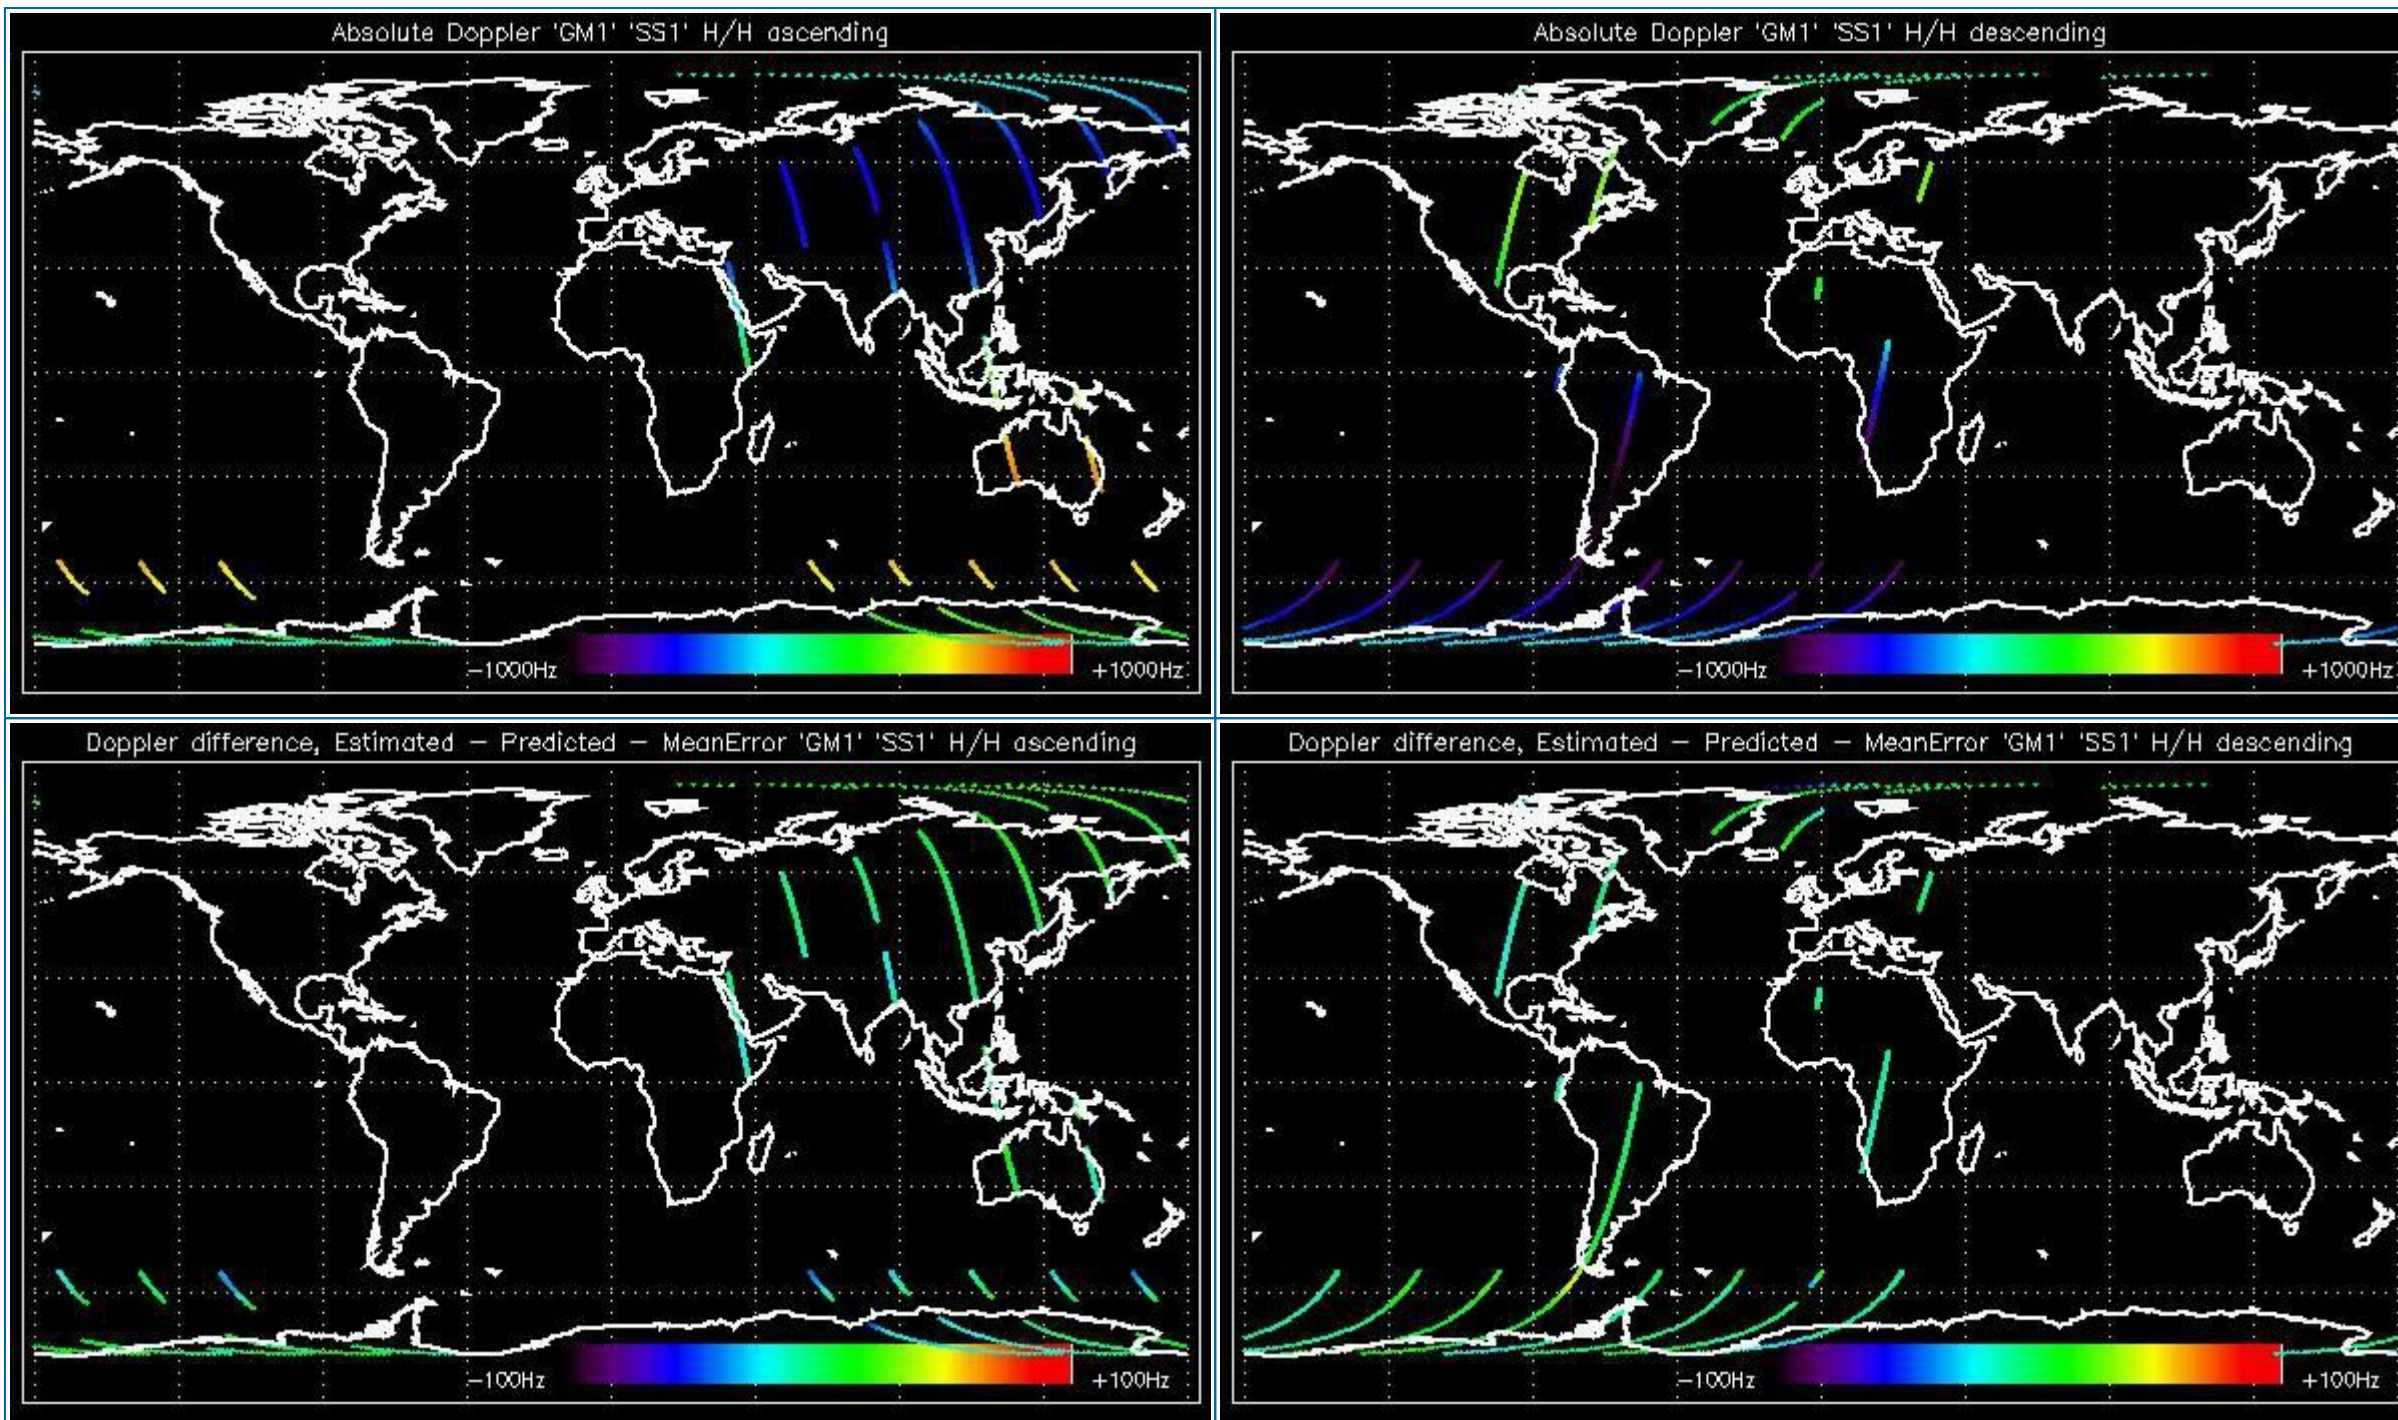 Absolute Doppler 'GM1' 'SS1' H/H ascending
−1000Hz
+1000Hz
Absolute Doppler 'GM1' 'SS1' H/H descending
−1000Hz
+1000Hz
Doppler difference, Estimated − Predicted − MeanError 'GM1' 'SS1' H/H ascending
−100Hz
+100Hz
Doppler difference, Estimated − Predicted − MeanError 'GM1' 'SS1' H/H descending
−100Hz
+100Hz